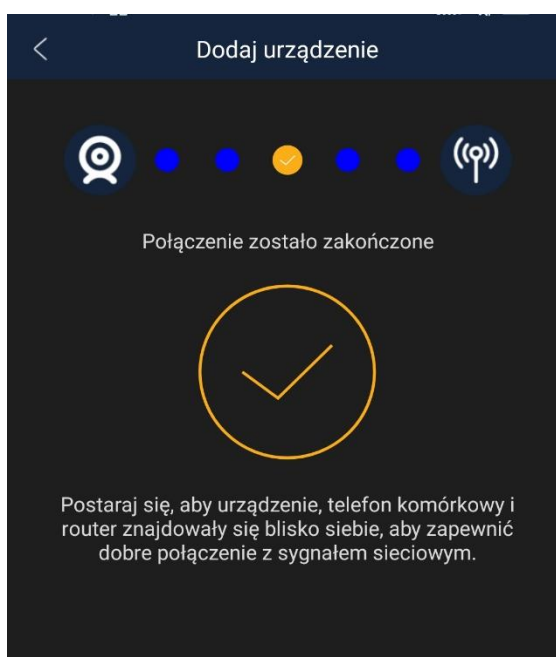 Dodaj urządzenie
Połączenie zostało zakończone
Postaraj się, aby urządzenie, telefon komórkowy i
router znajdowały się blisko siebie, aby zapewnić
dobre połączenie z sygnałem sieciowym.